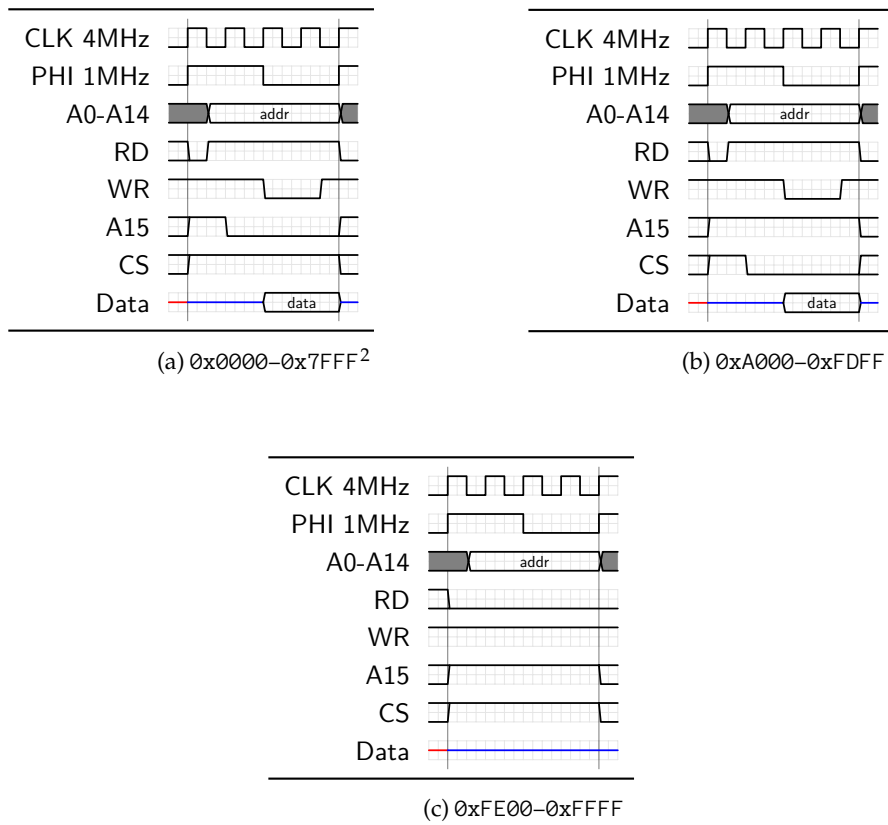 CLK 4MHz
PHI 1MHz
A0-A14
addr
RD
WR
A15
CS
Data
data
(a) 0x0000–0x7FFF²
CLK 4MHz
PHI 1MHz
A0-A14
addr
RD
WR
A15
CS
Data
data
(b) 0xA000–0xFDFF
CLK 4MHz
PHI 1MHz
A0-A14
addr
RD
WR
A15
CS
Data
(c) 0xFE00–0xFFFF